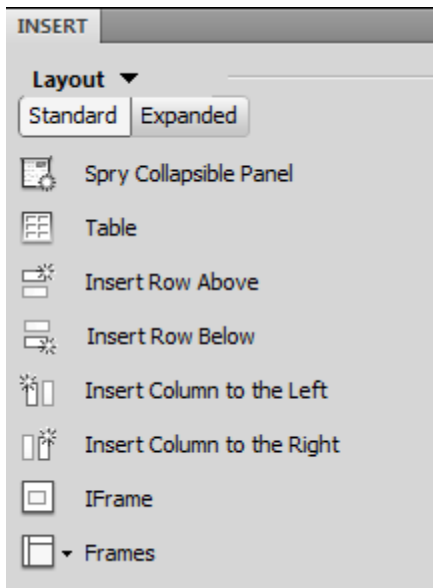 INSERT
Layout
Standard Expanded
Spry Collapsible Panel
Table
Insert Row Above
Insert Row Below
Insert Column to the Left
Insert Column to the Right
IFrame
Frames